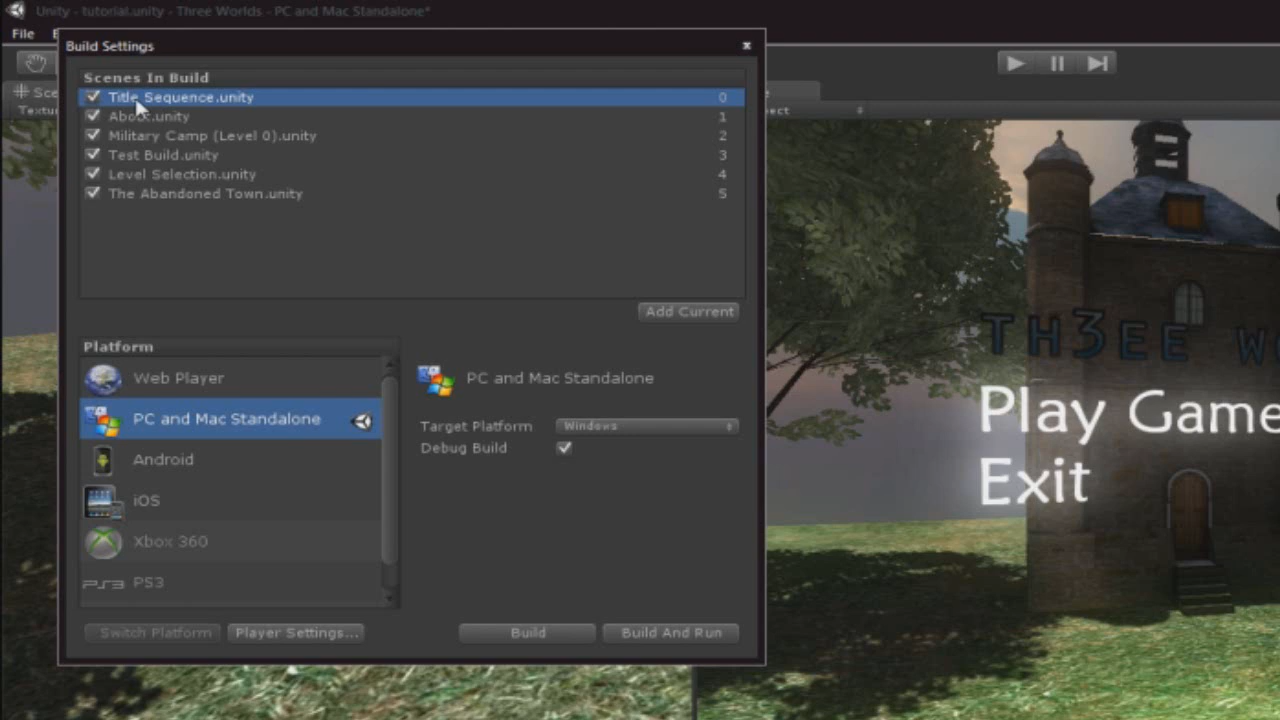 Unity - tutorial.unity - Three Worlds - PC and Mac Standalone*
File
Build Settings
x
Scenes In Build
Title Sequence.unity 0
About.unity 1
Military Camp (Level 0).unity 2
Test Build.unity 3
Level Selection.unity 4
The Abandoned Town.unity 5
Add Current
Platform
Web Player
PC and Mac Standalone
Android
iOS
Xbox 360
PS3 PS3
PC and Mac Standalone
Target Platform Windows
Debug Build
Switch Platform
Player Settings...
Build
Build And Run
TH3EE
Play Game
Exit